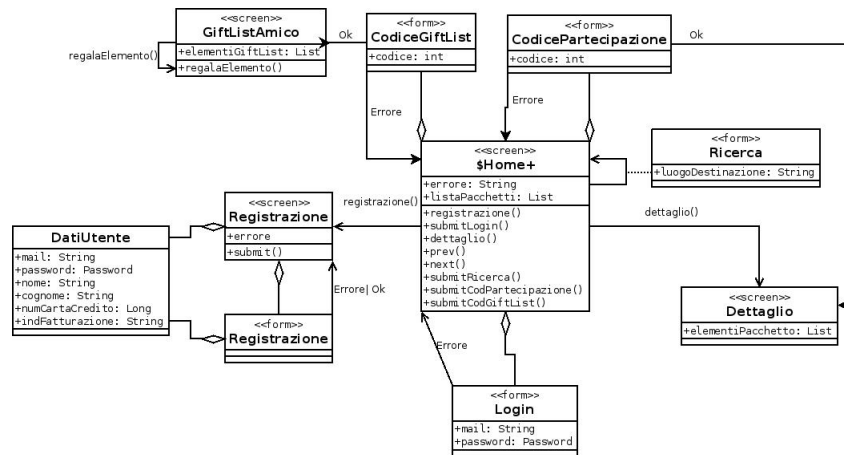 <<screen>>
GiftListAmico
+elementiGiftList: List
+regalaElemento()
regalaElemento()
Ok
<<form>>
CodiceGiftList
+codice: int
<<form>>
CodicePartecipazione
+codice: int
Ok
Errore
Errore
<<screen>>
$Home+
+errore: String
+listaPacchetti: List
+registrazione()
+submitLogin()
+dettaglio()
+prev()
+next()
+submitRicerca()
+submitCodPartecipazione()
+submitCodGiftList()
<<form>>
Ricerca
+luogoDestinazione: String
registrazione()
dettaglio()
<<screen>>
Registrazione
+errore
+submit()
DatiUtente
+mail: String
+password: Password
+nome: String
+cognome: String
+numCartaCredito: Long
+indFatturazione: String
Errore| Ok
<<form>>
Registrazione
<<screen>>
Dettaglio
+elementiPacchetto: List
Errore
<<form>>
Login
+mail: String
+password: Password